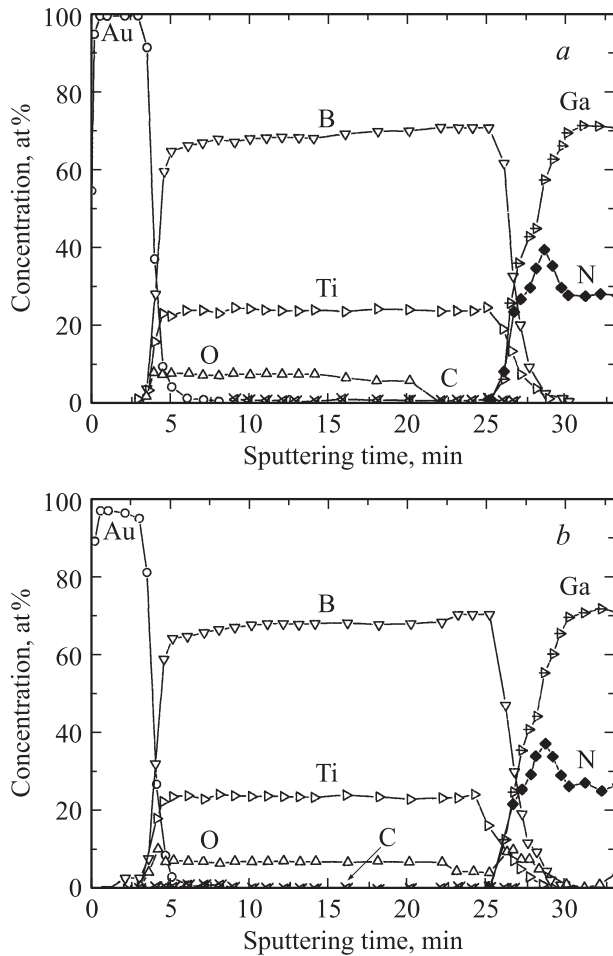 100
80
60
40
20
0
Concentration, at%
Au
a
B
Ga
Ti
N
O
C
0 5 10 15 20 25 30
Sputtering time, min
100
80
60
40
20
0
Concentration, at%
Au
b
B
Ga
Ti
N
O
C
0 5 10 15 20 25 30
Sputtering time, min